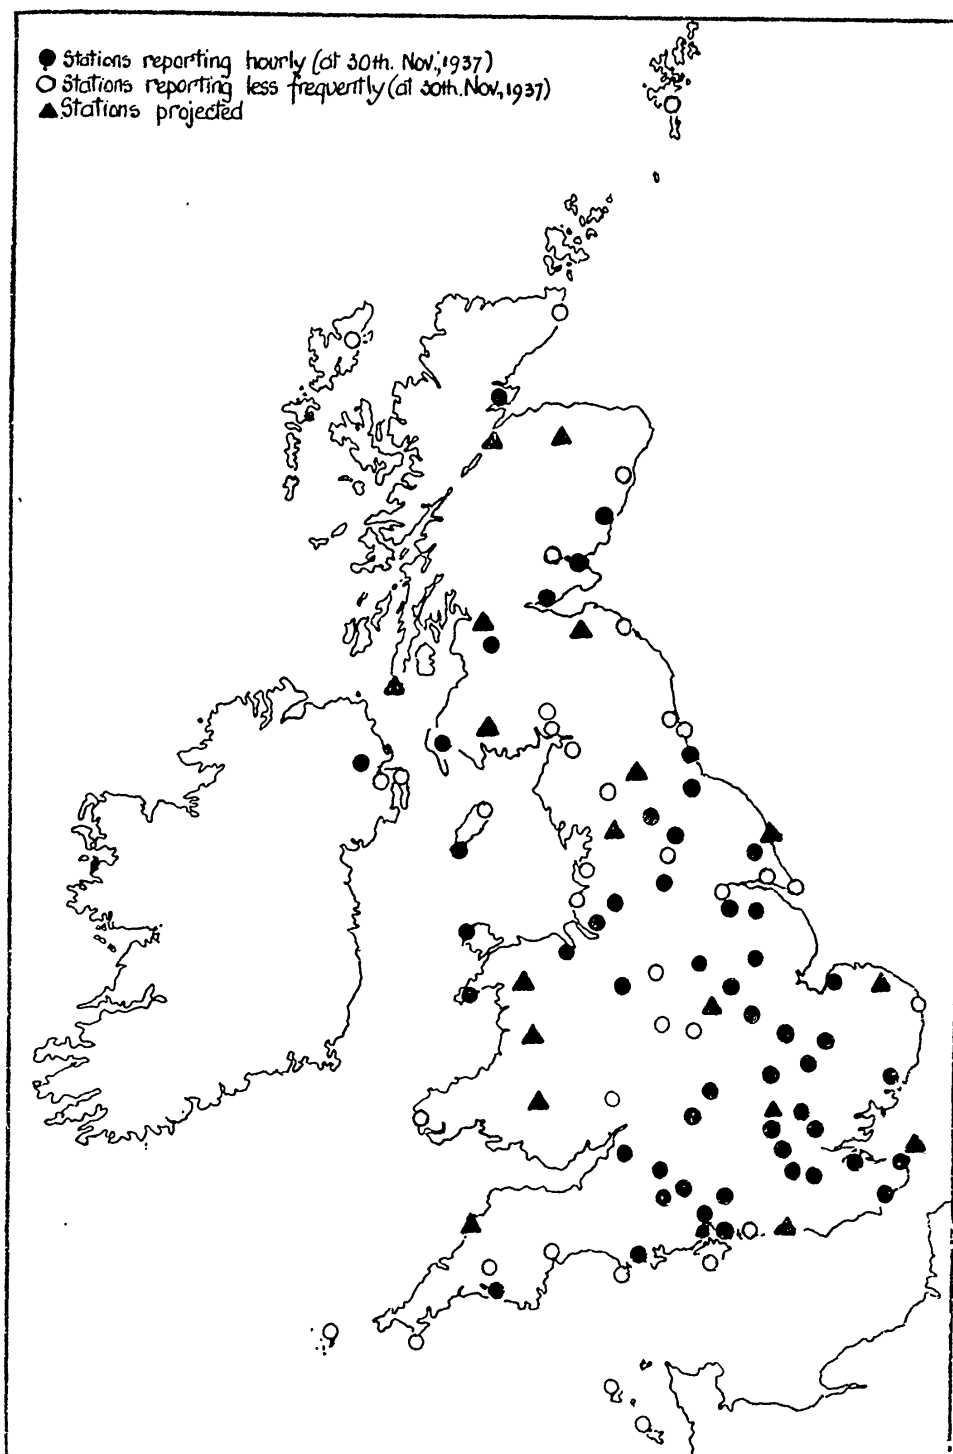 Stations reporting hourly (at 30th. Nov., 1937)
Stations reporting less frequently (at 30th. Nov., 1937)
Stations projected